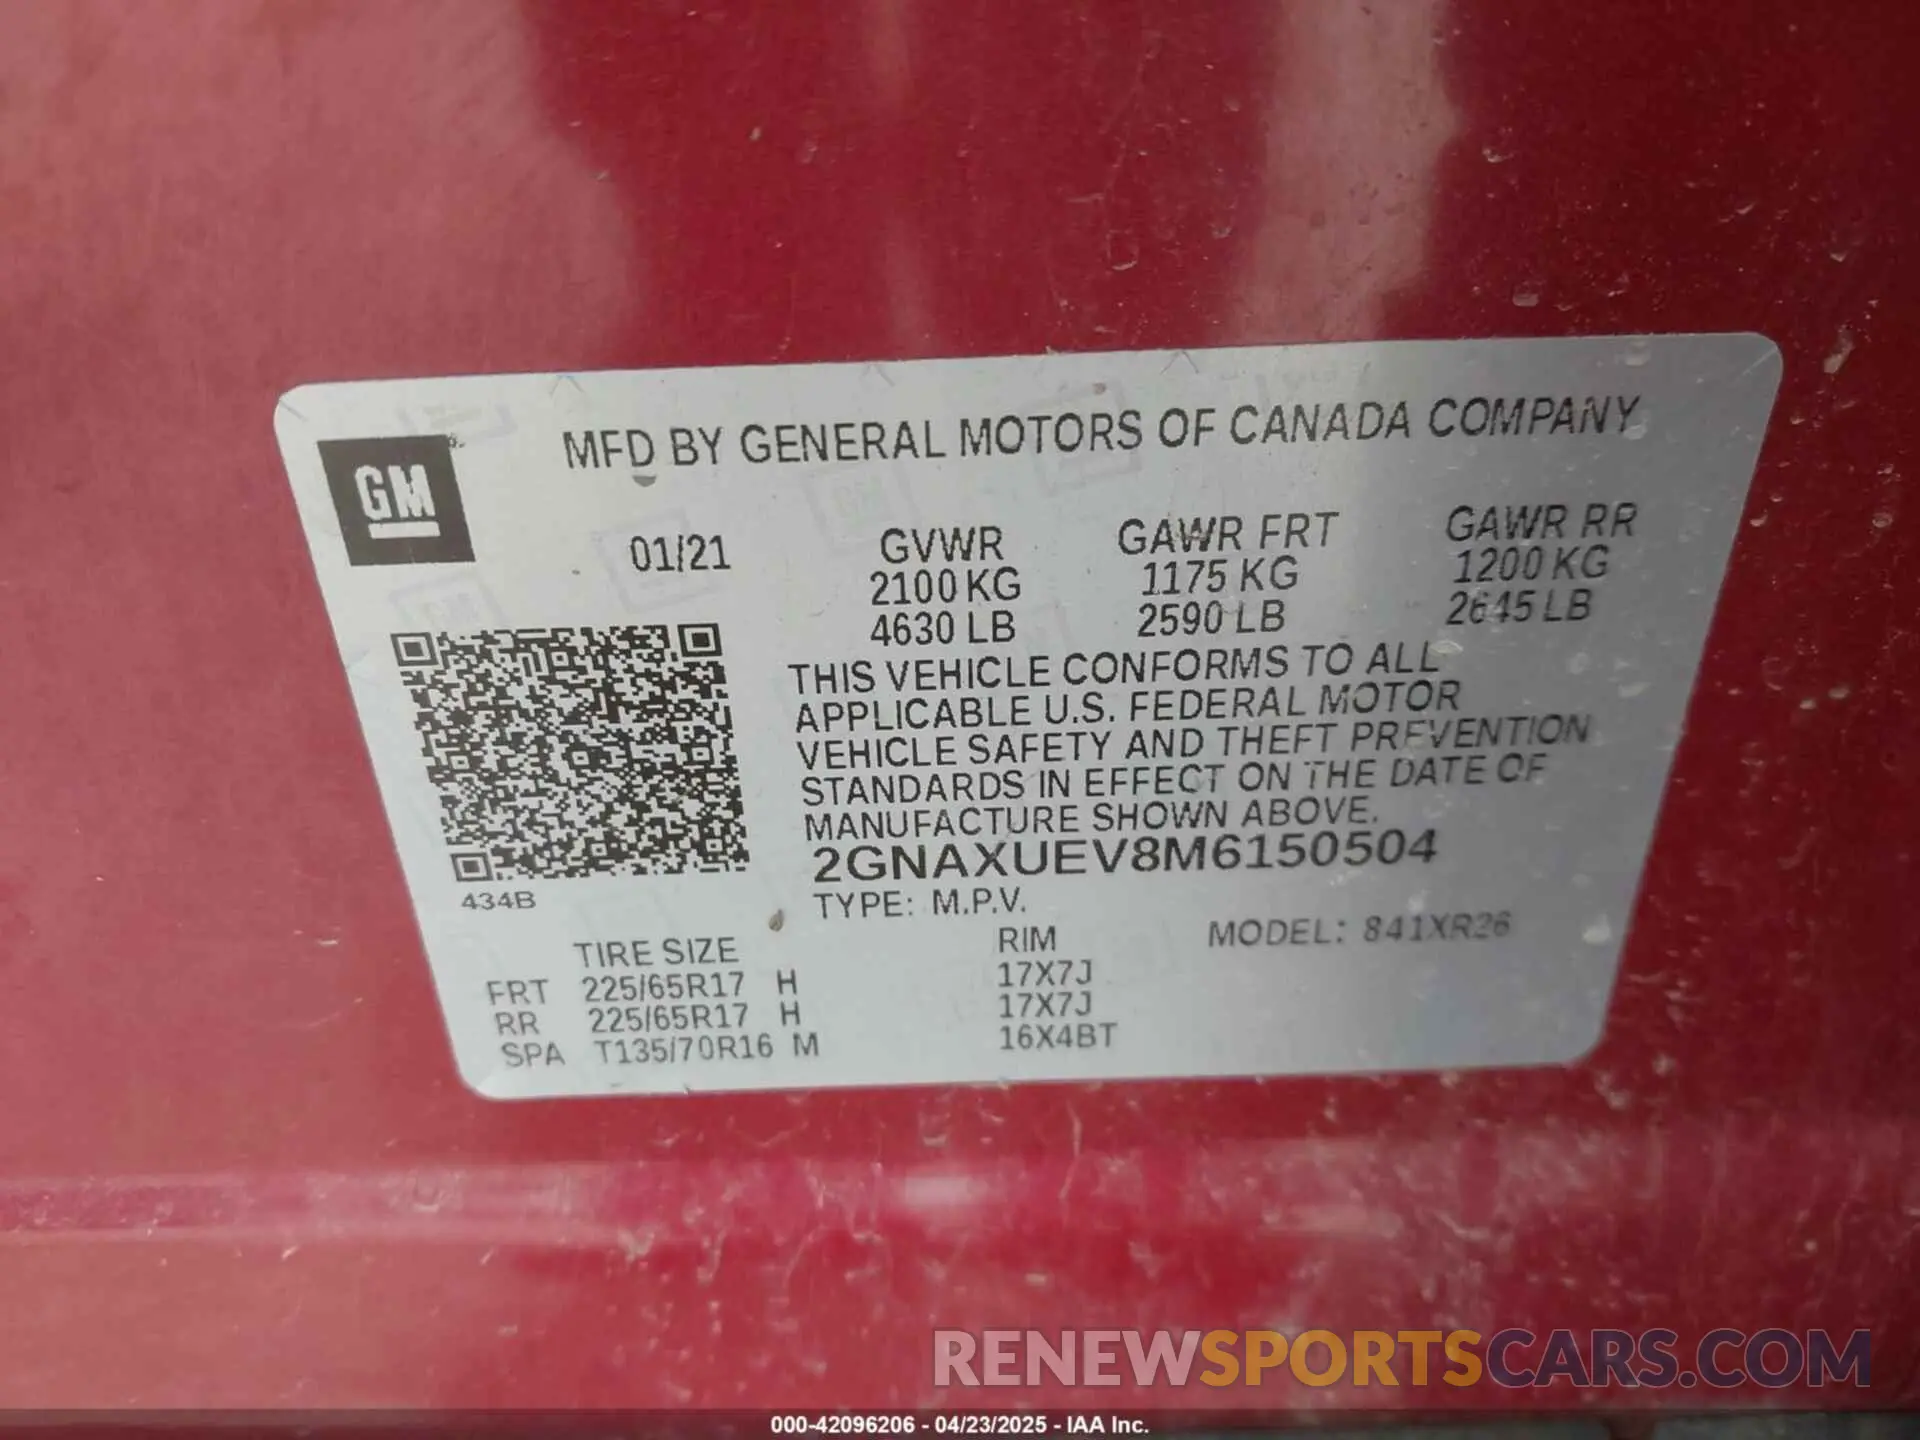 GM
MFD BY GENERAL MOTORS OF CANADA COMPANY
01/21 GVWR GAWR FRT GAWR RR
2100 KG 1175 KG 1200 KG
4630 LB 2590 LB 2645 LB
THIS VEHICLE CONFORMS TO ALL
APPLICABLE U.S. FEDERAL MOTOR
VEHICLE SAFETY AND THEFT PREVENTION
STANDARDS IN EFFECT ON THE DATE OF
MANUFACTURE SHOWN ABOVE.
2GNAXUEV8M6150504
434B
TYPE: M.P.V.
MODEL: 841XR26
TIRE SIZE RIM
FRT 225/65R17 H 17X7J
RR 225/65R17 H 17X7J
SPA T135/70R16 M 16X4BT
RENEWSPORTSCARS.COM
000-42096206 - 04/23/2025 - IAA Inc.